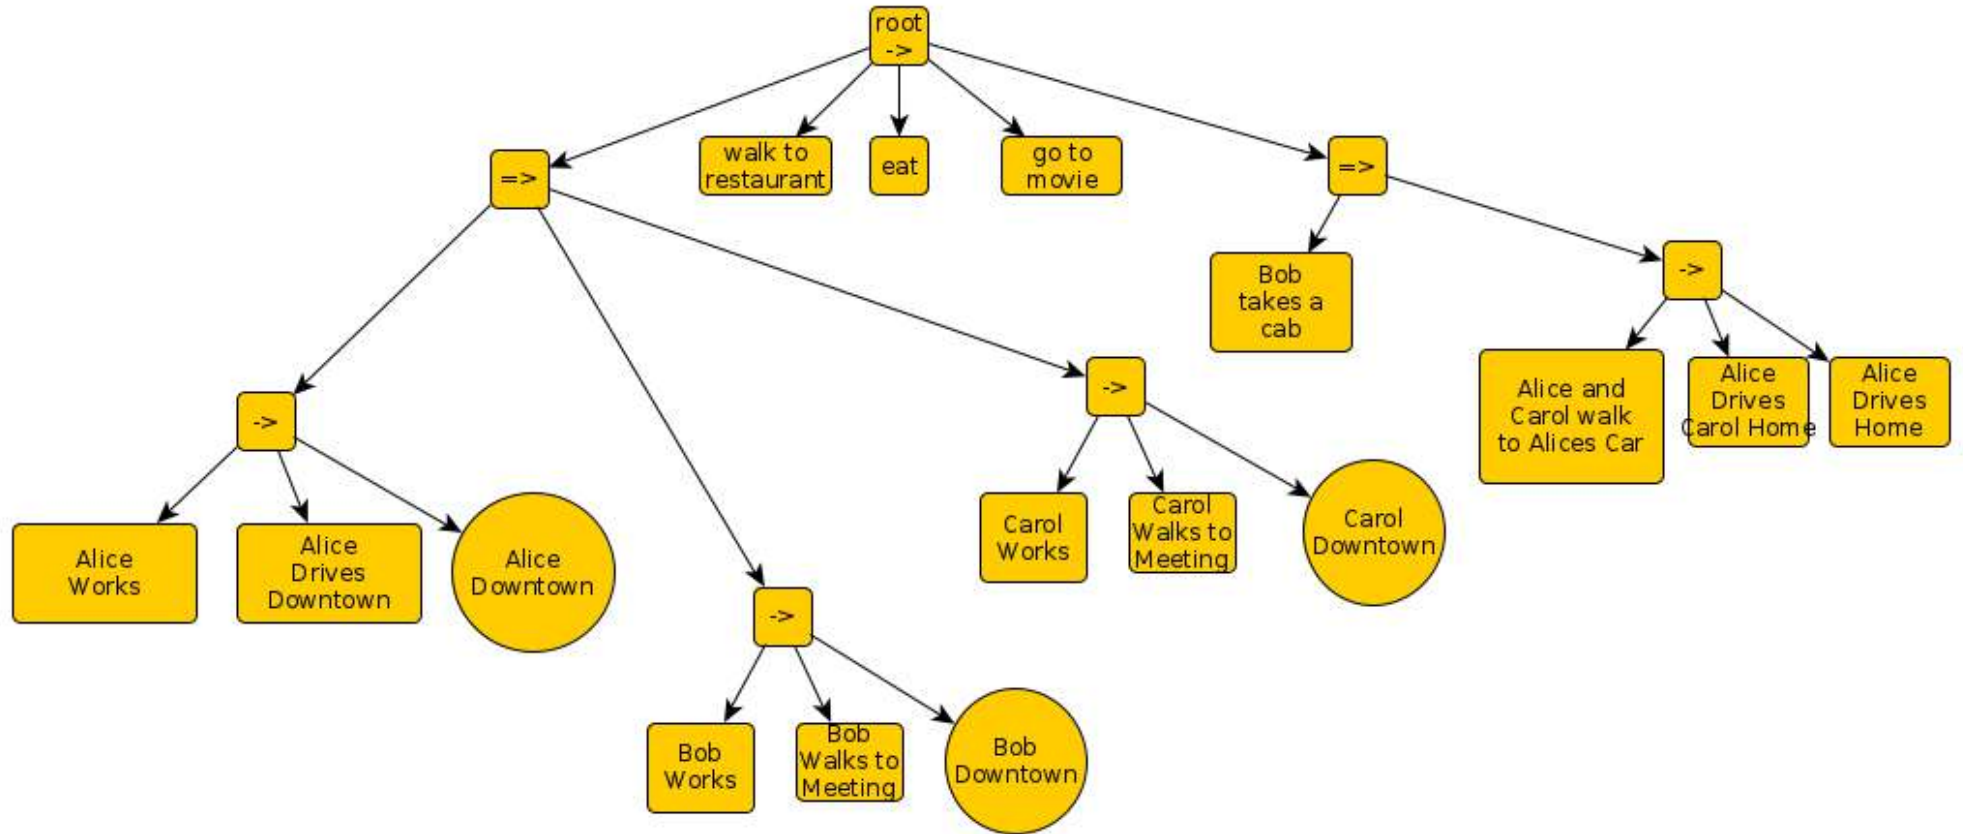 root
->
=>
walk to
restaurant
eat
go to
movie
=>
Bob
takes a
cab
->
Alice and
Carol walk
to Alices Car
Alice
Drives
Carol Home
Alice
Drives
Home
->
Alice
Works
Alice
Drives
Downtown
Alice
Downtown
->
Carol
Works
Carol
Walks to
Meeting
Carol
Downtown
->
Bob
Works
Bob
Walks to
Meeting
Bob
Downtown